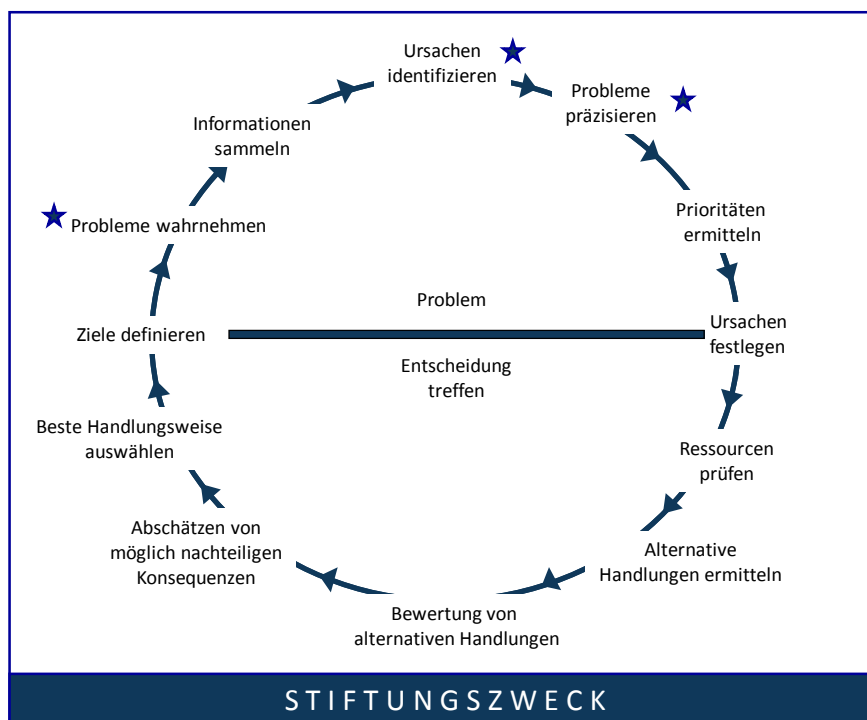 Ursachen
identifizieren
Probleme
präzisieren
Informationen
sammeln
Prioritäten
ermitteln
Probleme wahrnehmen
Problem
Ziele definieren
Ursachen
festlegen
Entscheidung
treffen
Beste Handlungsweise
auswählen
Ressourcen
prüfen
Abschätzen von
möglich nachteiligen
Konsequenzen
Alternative
Handlungen ermitteln
Bewertung von
alternativen Handlungen
STIFTUNGSZWECK